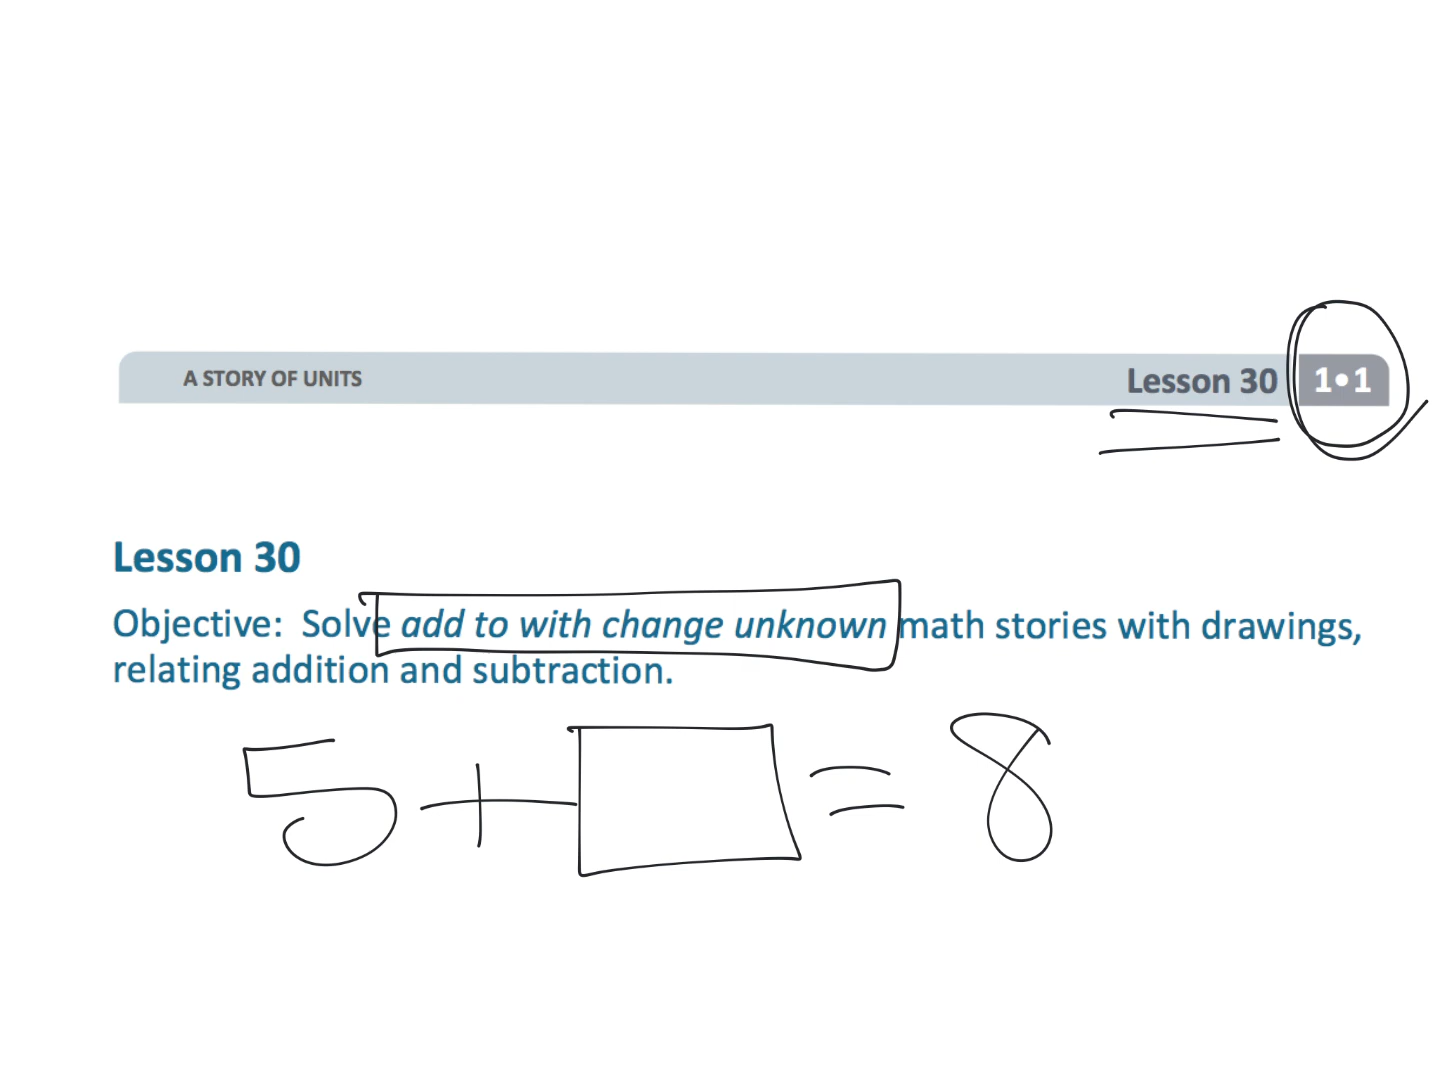 A STORY OF UNITS Lesson 30 1•1
Lesson 30
Objective: Solve add to with change unknown math stories with drawings,
relating addition and subtraction.
5 + □ = 8